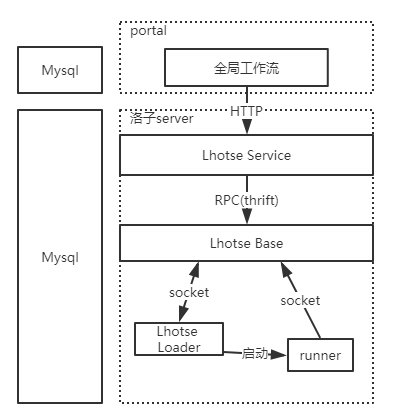 portal
Mysql
全局工作流
HTTP
洛子server
Lhotse Service
RPC(thrift)
Mysql
Lhotse Base
socket
socket
Lhotse
Loader
启动
runner